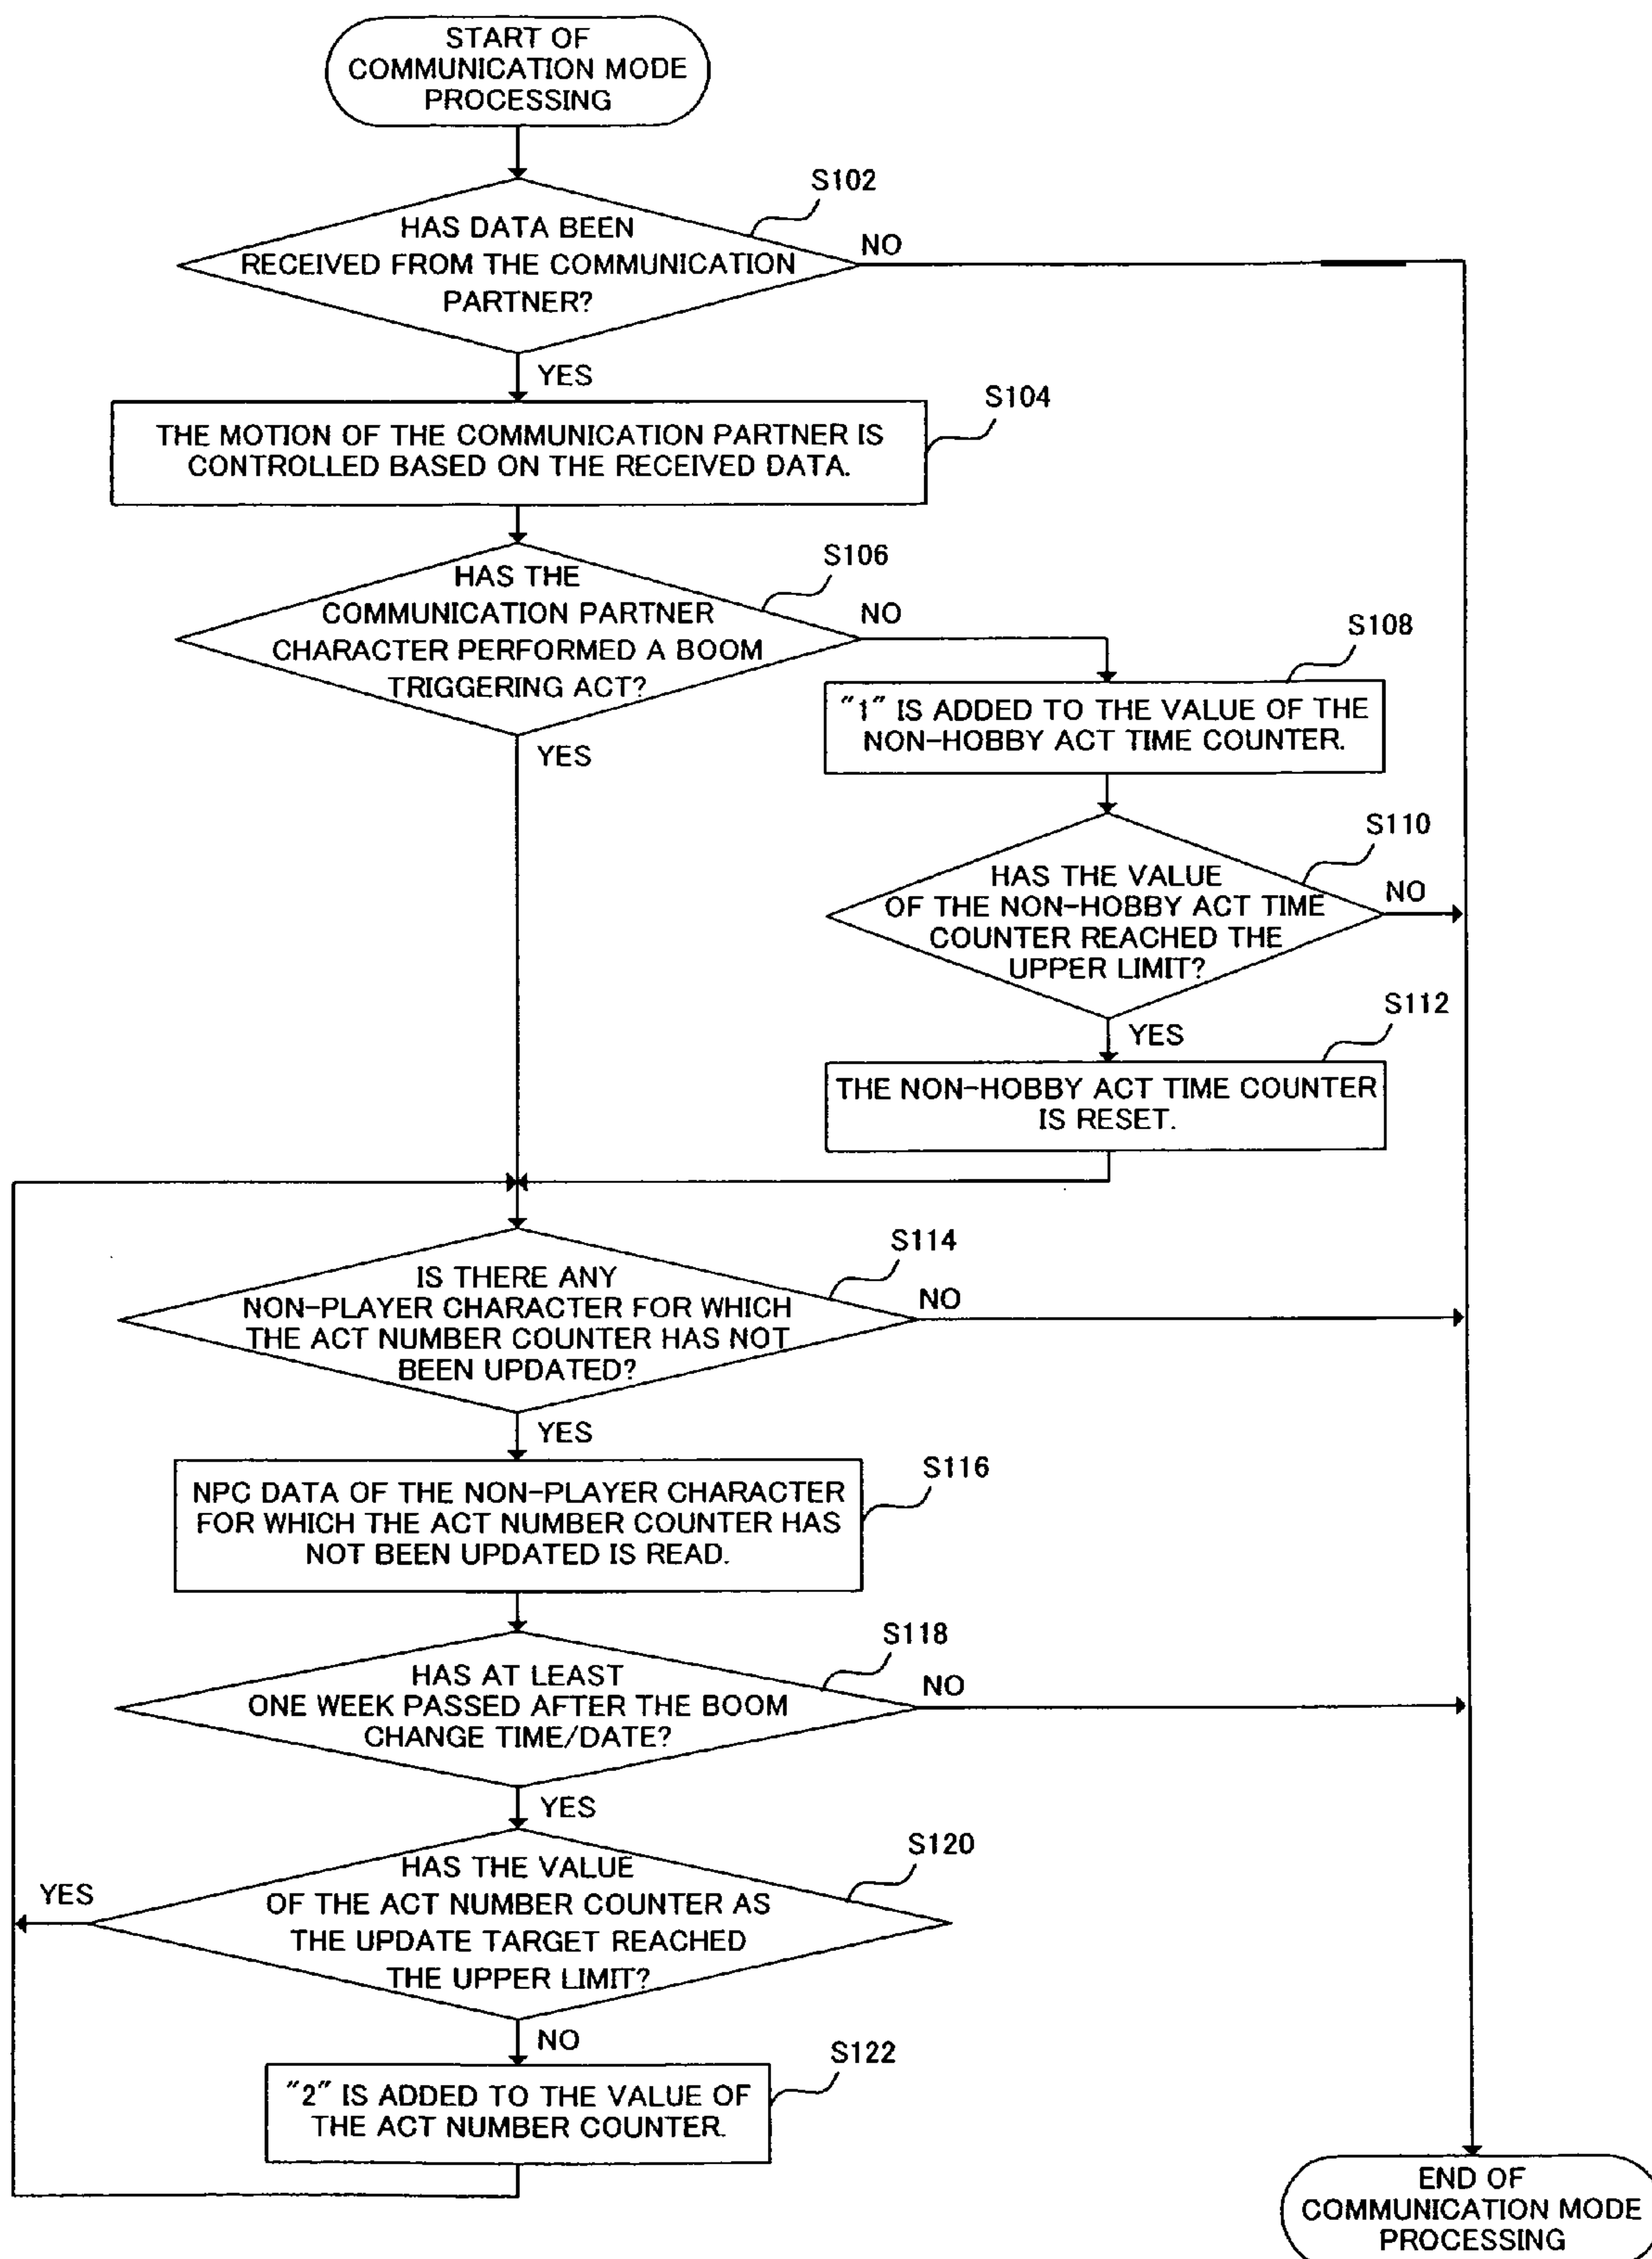 START OF
COMMUNICATION MODE
PROCESSING
S102
HAS DATA BEEN
RECEIVED FROM THE COMMUNICATION
PARTNER?
NO
YES
S104
THE MOTION OF THE COMMUNICATION PARTNER IS
CONTROLLED BASED ON THE RECEIVED DATA.
S106
HAS THE
COMMUNICATION PARTNER
CHARACTER PERFORMED A BOOM
TRIGGERING ACT?
NO
YES
S108
"1" IS ADDED TO THE VALUE OF THE
NON-HOBBY ACT TIME COUNTER.
S110
HAS THE VALUE
OF THE NON-HOBBY ACT TIME
COUNTER REACHED THE
UPPER LIMIT?
NO
YES
S112
THE NON-HOBBY ACT TIME COUNTER
IS RESET.
S114
IS THERE ANY
NON-PLAYER CHARACTER FOR WHICH
THE ACT NUMBER COUNTER HAS NOT
BEEN UPDATED?
NO
YES
S116
NPC DATA OF THE NON-PLAYER CHARACTER
FOR WHICH THE ACT NUMBER COUNTER HAS
NOT BEEN UPDATED IS READ.
S118
HAS AT LEAST
ONE WEEK PASSED AFTER THE BOOM
CHANGE TIME/DATE?
NO
YES
S120
HAS THE VALUE
OF THE ACT NUMBER COUNTER AS
THE UPDATE TARGET REACHED
THE UPPER LIMIT?
YES
NO
S122
"2" IS ADDED TO THE VALUE OF
THE ACT NUMBER COUNTER.
END OF
COMMUNICATION MODE
PROCESSING